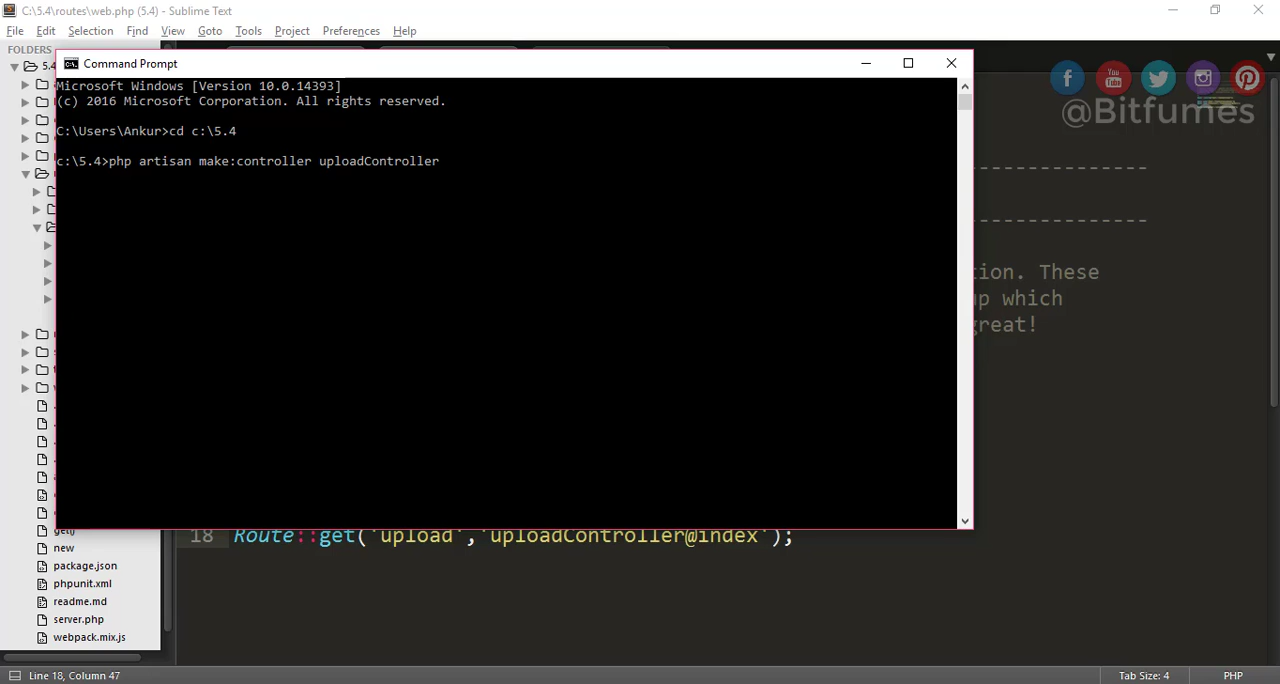 C:\5.4\routes\web.php (5.4) - Sublime Text
File Edit Selection Find View Goto Tools Project Preferences Help
FOLDERS
5.4
Command Prompt
Microsoft Windows [Version 10.0.14393]
(c) 2016 Microsoft Corporation. All rights reserved.
C:\Users\Ankur>cd c:\5.4
c:\5.4>php artisan make:controller uploadController
@Bitfumes
tion. These
up which
great!
18 Route::get('upload','uploadController@index');
get()
new
package.json
phpunit.xml
readme.md
server.php
webpack.mix.js
Line 18, Column 47
Tab Size: 4
PHP